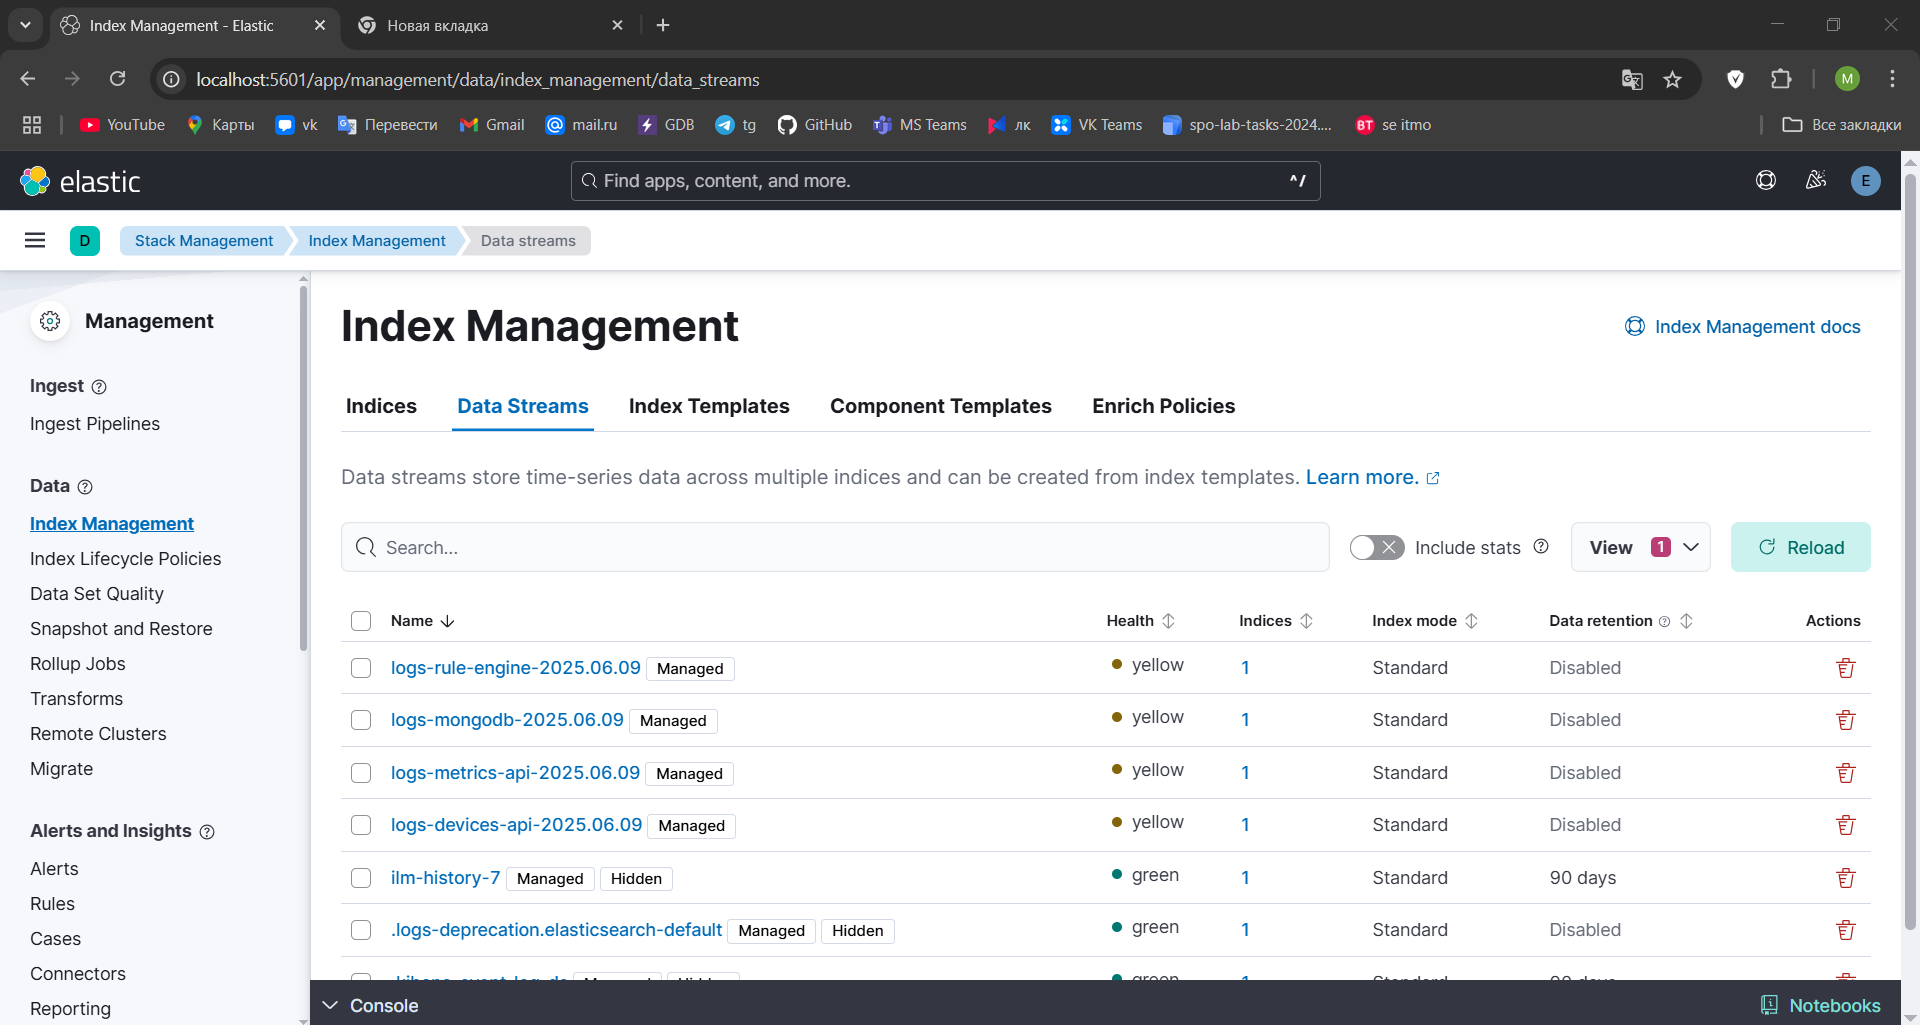 Index Management - Elastic
Новая вкладка
localhost:5601/app/management/data/index_management/data_streams
M
YouTube
Карты
vk
Перевести
Gmail
mail.ru
GDB
tg
GitHub
MS Teams
лк
VK Teams
spo-lab-tasks-2024....
BT se itmo
Все закладки
elastic
Find apps, content, and more.
^/
E
D
Stack Management
Index Management
Data streams
Management
Ingest
Ingest Pipelines
Data
Index Management
Index Lifecycle Policies
Data Set Quality
Snapshot and Restore
Rollup Jobs
Transforms
Remote Clusters
Migrate
Alerts and Insights
Alerts
Rules
Cases
Connectors
Reporting
Index Management
Index Management docs
Indices Data Streams Index Templates Component Templates Enrich Policies
Data streams store time-series data across multiple indices and can be created from index templates. Learn more.
Search...
Include stats
View 1
Reload
Name Health Indices Index mode Data retention Actions
logs-rule-engine-2025.06.09 Managed yellow 1 Standard Disabled
logs-mongodb-2025.06.09 Managed yellow 1 Standard Disabled
logs-metrics-api-2025.06.09 Managed yellow 1 Standard Disabled
logs-devices-api-2025.06.09 Managed yellow 1 Standard Disabled
ilm-history-7 Managed Hidden green 1 Standard 90 days
.logs-deprecation.elasticsearch-default Managed Hidden green 1 Standard Disabled
Managed Hidden green 1 Standard 90 days
Console
Notebooks